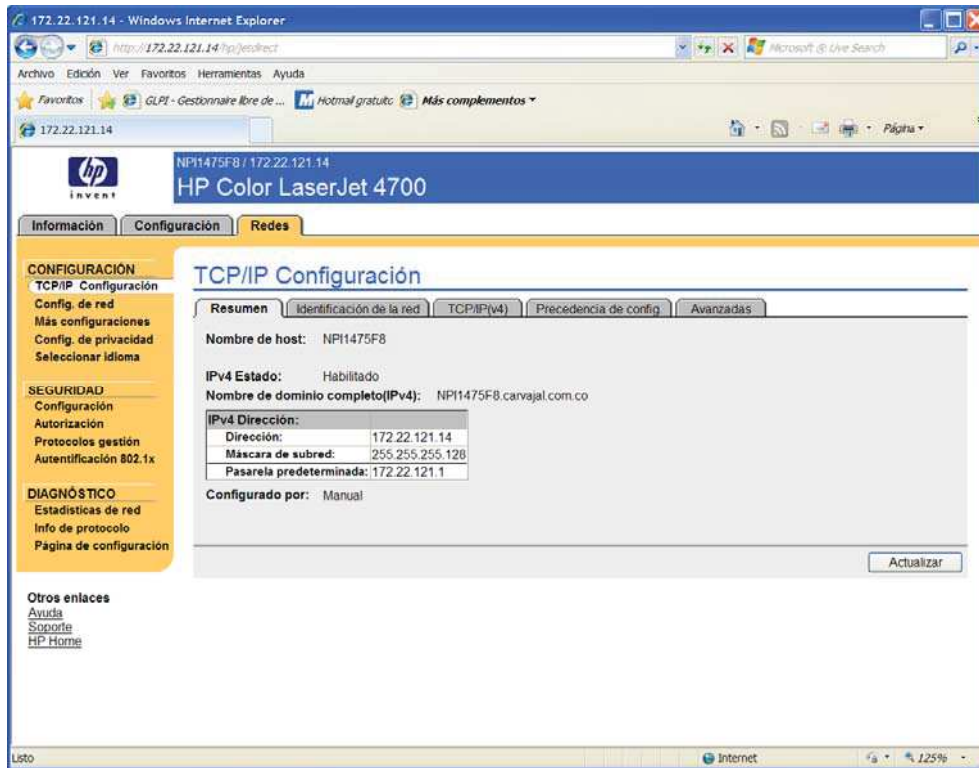 172.22.121.14 - Windows Internet Explorer
http://172.22.121.14/hp/jetdirect
Microsoft @ Live Search
Archivo Edición Ver Favoritos Herramientas Ayuda
Favoritos GLPI - Gestionnaire libre de ... Hotmail gratuito Más complementos
172.22.121.14
Página
hp
invent
NPI1475F8 / 172.22.121.14
HP Color LaserJet 4700
Información Configuración Redes
CONFIGURACIÓN
TCP/IP Configuración
Config. de red
Más configuraciones
Config. de privacidad
Seleccionar idioma
SEGURIDAD
Configuración
Autorización
Protocolos gestión
Autentificación 802.1x
DIAGNÓSTICO
Estadísticas de red
Info de protocolo
Página de configuración
Otros enlaces
Ayuda
Soporte
HP Home
TCP/IP Configuración
Resumen Identificación de la red TCP/IP(v4) Precedencia de config Avanzadas
Nombre de host: NPI1475F8
IPv4 Estado: Habilitado
Nombre de dominio completo(IPv4): NPI1475F8.carvajal.com.co
IPv4 Dirección:
Dirección: 172.22.121.14
Máscara de subred: 255.255.255.128
Pasarela predeterminada: 172.22.121.1
Configurado por: Manual
Actualizar
Listo
Internet
125%